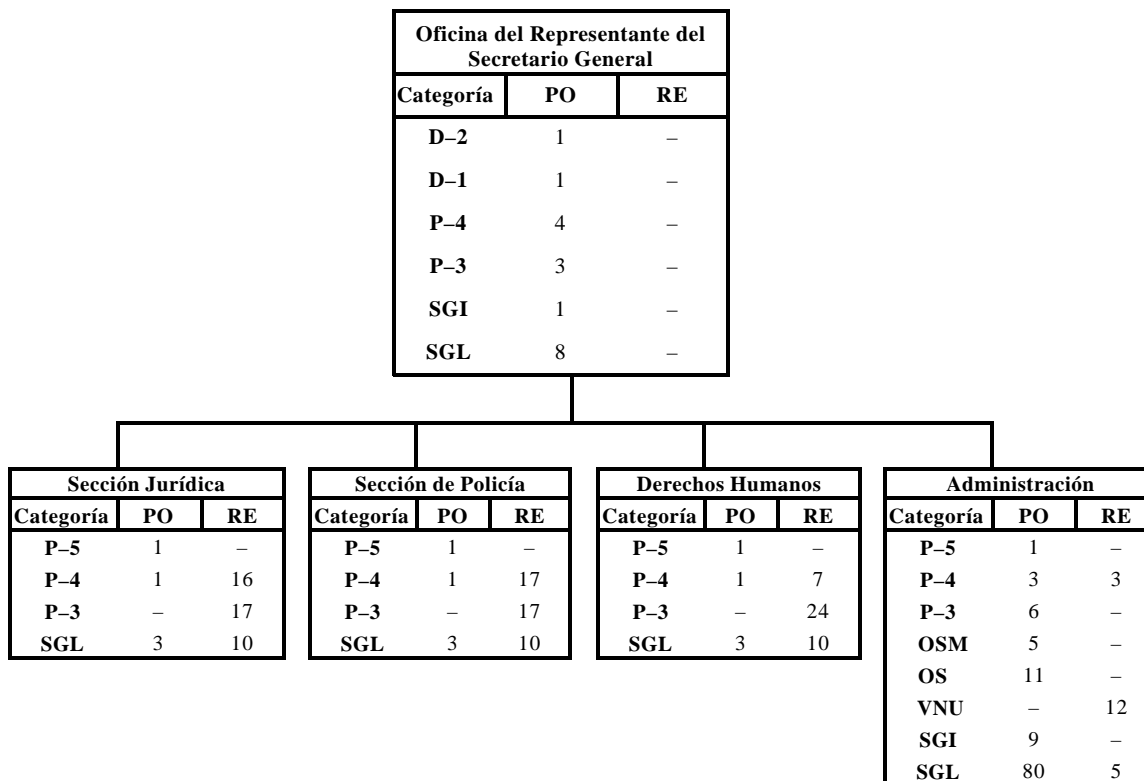 Oficina del Representante del
Secretario General
Categoría PO RE
D–2 1 –
D–1 1 –
P–4 4 –
P–3 3 –
SGI 1 –
SGL 8 –
Sección Jurídica
Categoría PO RE
P–5 1 –
P–4 1 16
P–3 – 17
SGL 3 10
Sección de Policía
Categoría PO RE
P–5 1 –
P–4 1 17
P–3 – 17
SGL 3 10
Derechos Humanos
Categoría PO RE
P–5 1 –
P–4 1 7
P–3 – 24
SGL 3 10
Administración
Categoría PO RE
P–5 1 –
P–4 3 3
P–3 6 –
OSM 5 –
OS 11 –
VNU – 12
SGI 9 –
SGL 80 5